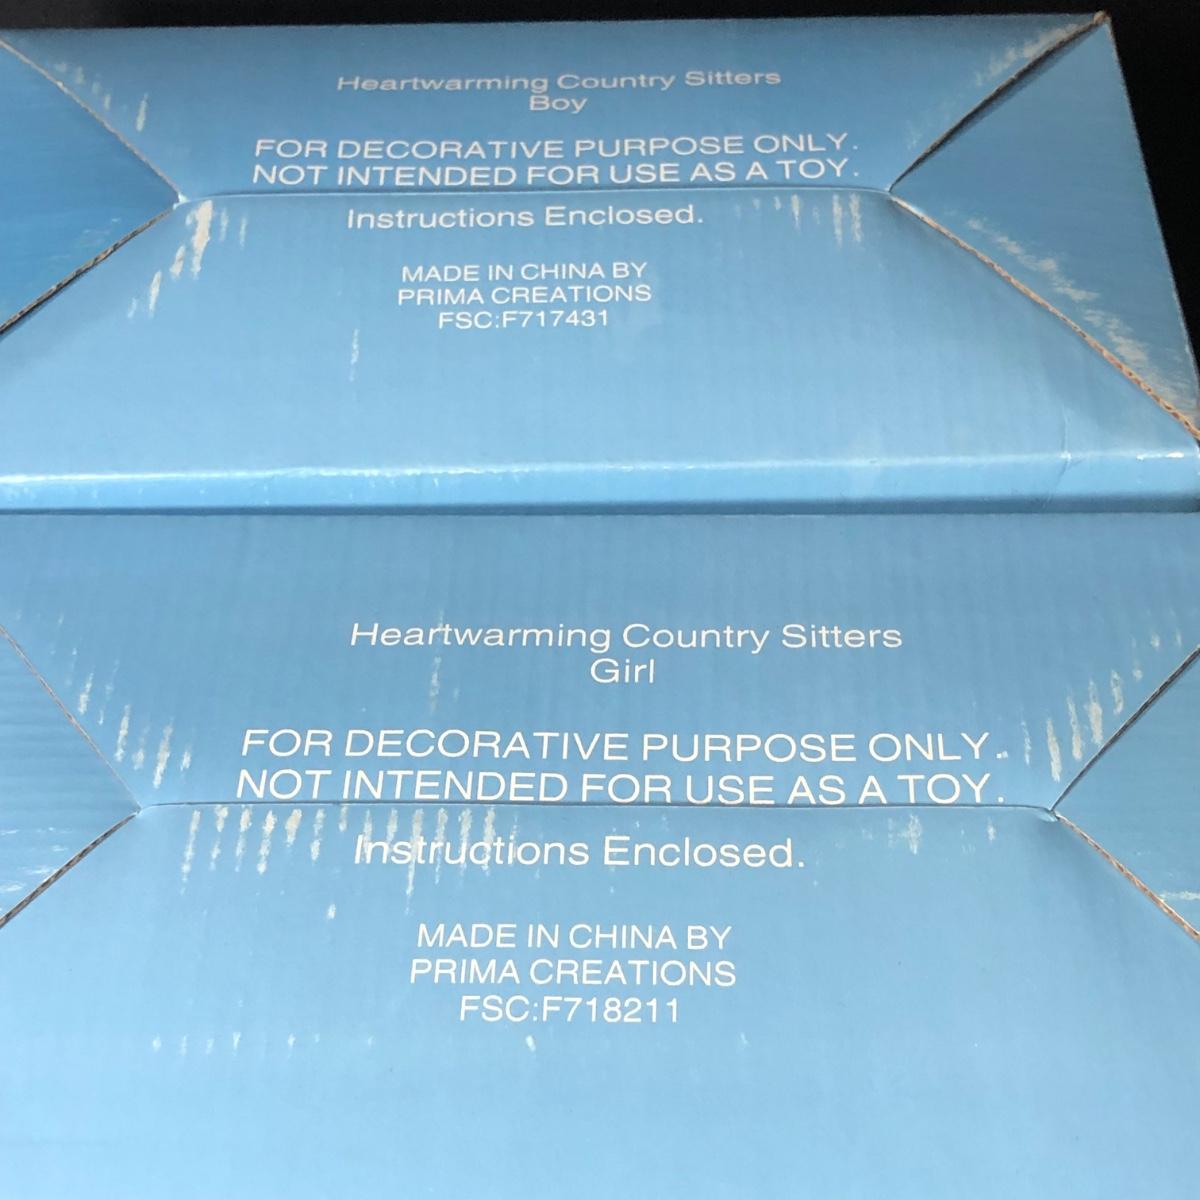 Heartwarming Country Sitters
Boy
FOR DECORATIVE PURPOSE ONLY.
NOT INTENDED FOR USE AS A TOY.
Instructions Enclosed.
MADE IN CHINA BY
PRIMA CREATIONS
FSC:F717431
Heartwarming Country Sitters
Girl
FOR DECORATIVE PURPOSE ONLY.
NOT INTENDED FOR USE AS A TOY.
Instructions Enclosed.
MADE IN CHINA BY
PRIMA CREATIONS
FSC:F718211